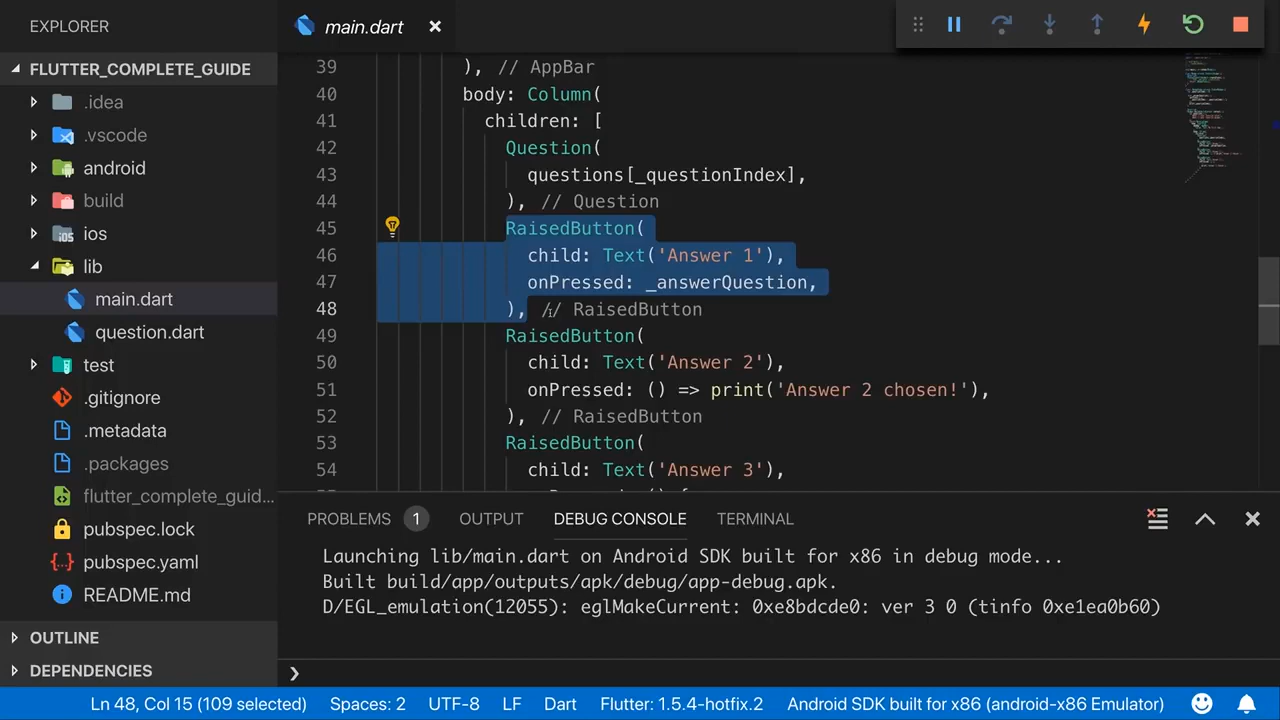 EXPLORER
FLUTTER_COMPLETE_GUIDE
.idea
.vscode
android
build
ios
lib
main.dart
question.dart
test
.gitignore
.metadata
.packages
flutter_complete_guid...
pubspec.lock
pubspec.yaml
README.md
OUTLINE
DEPENDENCIES
main.dart
39 ), // AppBar
40 body: Column(
41 children: [
42 Question(
43 questions[_questionIndex],
44 ), // Question
45 RaisedButton(
46 child: Text('Answer 1'),
47 onPressed: _answerQuestion,
48 ), // RaisedButton
49 RaisedButton(
50 child: Text('Answer 2'),
51 onPressed: () => print('Answer 2 chosen!'),
52 ), // RaisedButton
53 RaisedButton(
54 child: Text('Answer 3'),
PROBLEMS 1 OUTPUT DEBUG CONSOLE TERMINAL
Launching lib/main.dart on Android SDK built for x86 in debug mode...
Built build/app/outputs/apk/debug/app-debug.apk.
D/EGL_emulation(12055): eglMakeCurrent: 0xe8bdcde0: ver 3 0 (tinfo 0xe1ea0b60)
Ln 48, Col 15 (109 selected) Spaces: 2 UTF-8 LF Dart Flutter: 1.5.4-hotfix.2 Android SDK built for x86 (android-x86 Emulator)